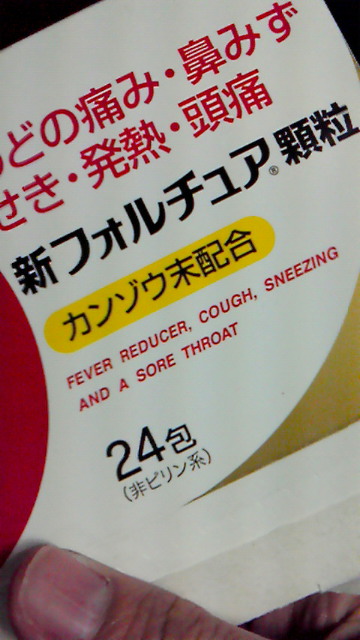 のどの痛み・鼻みず
せき・発熱・頭痛
新フォルチュア®顆粒
カンゾウ末配合
FEVER REDUCER, COUGH, SNEEZING
AND A SORE THROAT
24包
(非ピリン系)